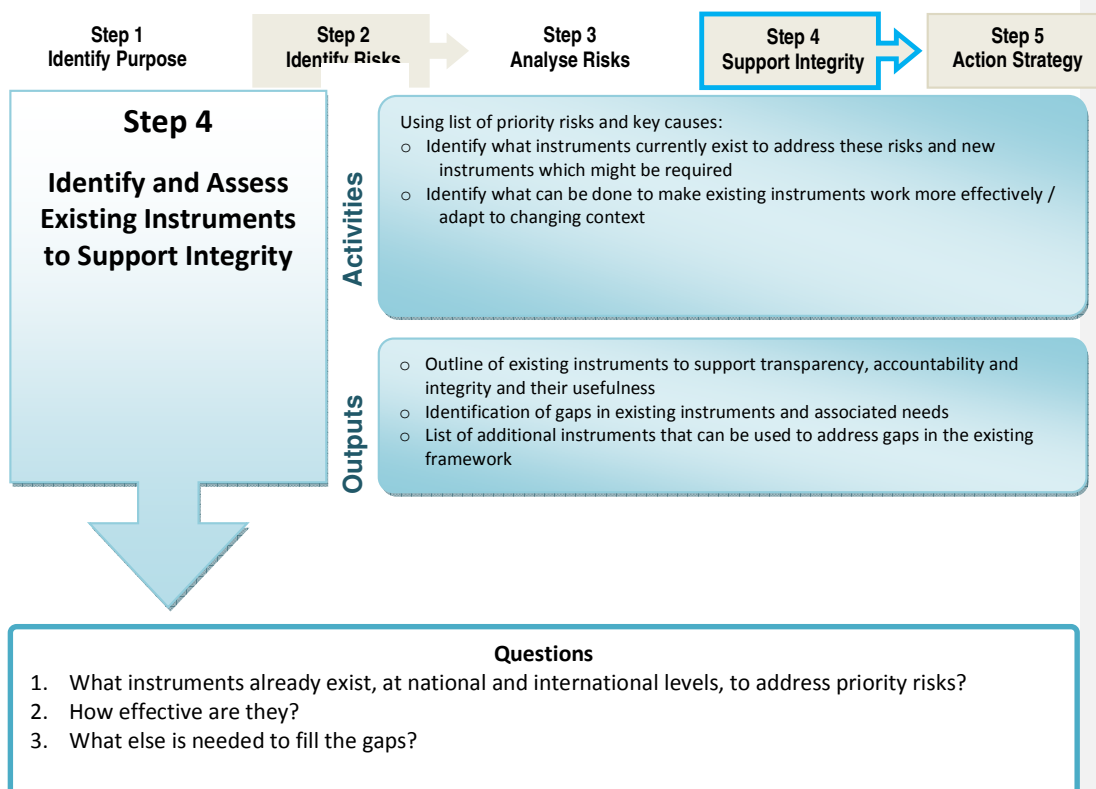 Step 1
Identify Purpose
Step 2
Identify Risks
Step 3
Analyse Risks
Step 4
Support Integrity
Step 5
Action Strategy
Step 4
Identify and Assess
Existing Instruments
to Support Integrity
Activities
Using list of priority risks and key causes:
o Identify what instruments currently exist to address these risks and new
instruments which might be required
o Identify what can be done to make existing instruments work more effectively /
adapt to changing context
Outputs
o Outline of existing instruments to support transparency, accountability and
integrity and their usefulness
o Identification of gaps in existing instruments and associated needs
o List of additional instruments that can be used to address gaps in the existing
framework
Questions
1. What instruments already exist, at national and international levels, to address priority risks?
2. How effective are they?
3. What else is needed to fill the gaps?